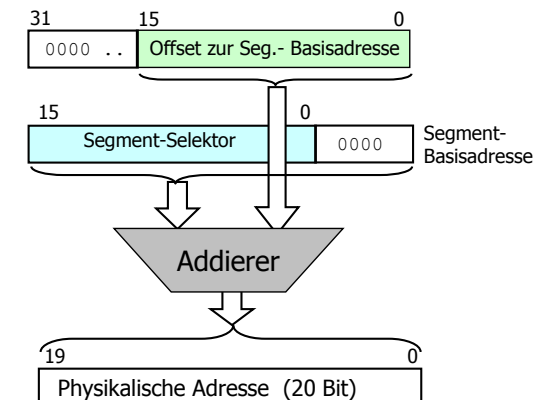 31 15 0
0000 .. Offset zur Seg.- Basisadresse
15 0
Segment-Selektor 0000 Segment-
Basisadresse
Addierer
19 0
Physikalische Adresse (20 Bit)